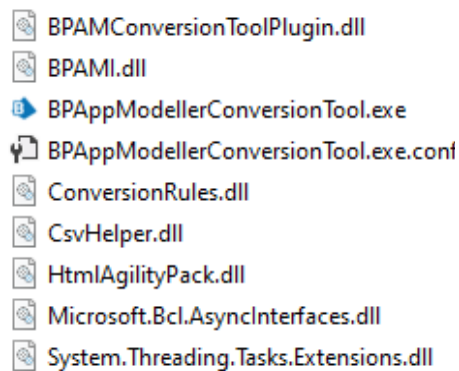 BPAMConversionToolPlugin.dll
BPAMI.dll
BPAppModellerConversionTool.exe
BPAppModellerConversionTool.exe.conf
ConversionRules.dll
CsvHelper.dll
HtmlAgilityPack.dll
Microsoft.Bcl.AsyncInterfaces.dll
System.Threading.Tasks.Extensions.dll